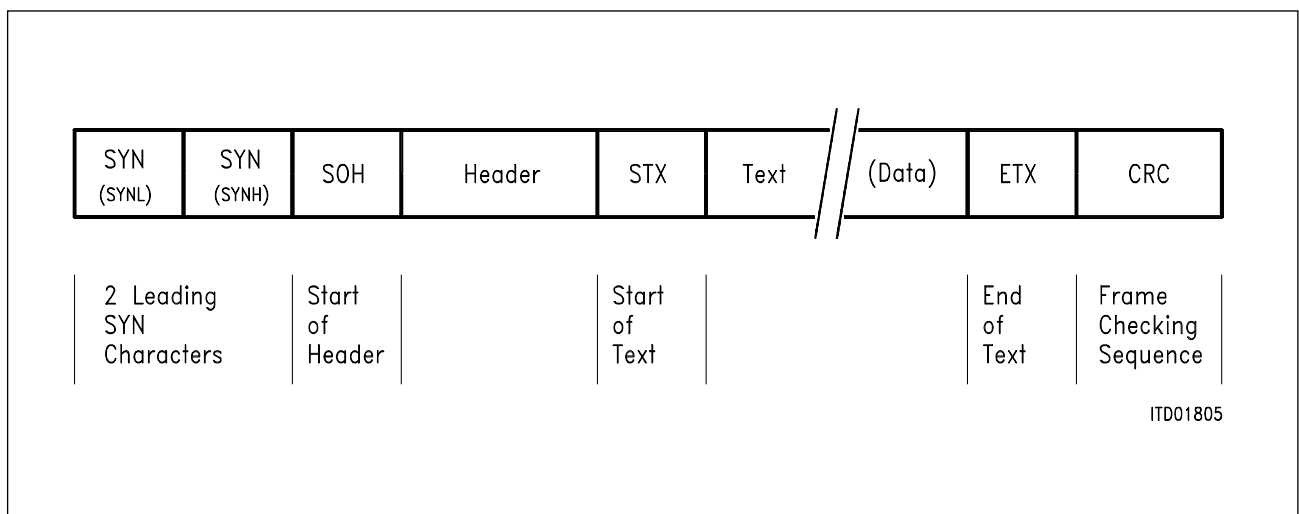 SYN SYN SOH Header STX Text (Data) ETX CRC
(SYNL) (SYNH)
2 Leading
SYN
Characters
Start
of
Header
Start
of
Text
End
of
Text
Frame
Checking
Sequence
ITD01805